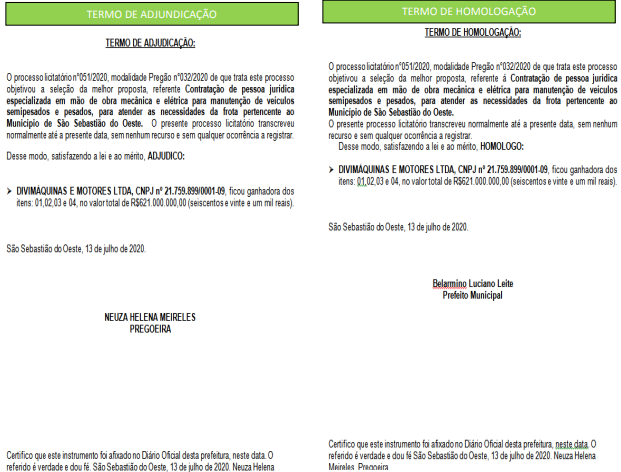 TERMO DE ADJUNDICAÇÃO
TERMO DE ADJUDICAÇÃO:
O processo licitatório n°051/2020, modalidade Pregão n°032/2020 de que trata este processo
objetivou a seleção da melhor proposta, referente Contratação de pessoa jurídica
especializada em mão de obra mecânica e elétrica para manutenção de veículos
semipesados e pesados, para atender as necessidades da frota pertencente ao
Município de São Sebastião do Oeste. O presente processo licitatório transcreveu
normalmente até a presente data, sem nenhum recurso e sem qualquer ocorrência a registrar.
Desse modo, satisfazendo a lei e ao mérito, ADJUDICO:
➢ DIVIMÁQUINAS E MOTORES LTDA, CNPJ nº 21.759.899/0001-09, ficou ganhadora dos
itens: 01,02,03 e 04, no valor total de R$621.000.000,00 (seiscentos e vinte e um mil reais).
São Sebastião do Oeste, 13 de julho de 2020.
NEUZA HELENA MEIRELES
PREGOEIRA
Certifico que este instrumento foi afixado no Diário Oficial desta prefeitura, neste data. O
referido é verdade e dou fé. São Sebastião do Oeste, 13 de julho de 2020. Neuza Helena
TERMO DE HOMOLOGAÇÃO
TERMO DE HOMOLOGAÇÃO:
O processo licitatório n°051/2020, modalidade Pregão n°032/2020 de que trata este processo
objetivou a seleção da melhor proposta, referente á Contratação de pessoa jurídica
especializada em mão de obra mecânica e elétrica para manutenção de veículos
semipesados e pesados, para atender as necessidades da frota pertencente ao
Município de São Sebastião do Oeste.
O presente processo licitatório transcreveu normalmente até a presente data, sem nenhum
recurso e sem qualquer ocorrência a registrar.
Desse modo, satisfazendo a lei e ao mérito, HOMOLOGO:
➢ DIVIMÁQUINAS E MOTORES LTDA, CNPJ nº 21.759.899/0001-09, ficou ganhadora dos
itens: 01,02,03 e 04, no valor total de R$621.000.000,00 (seiscentos e vinte e um mil reais).
São Sebastião do Oeste, 13 de julho de 2020.
Belarmino Luciano Leite
Prefeito Municipal
Certifico que este instrumento foi afixado no Diário Oficial desta prefeitura, neste data. O
referido é verdade e dou fé São Sebastião do Oeste, 13 de julho de 2020. Neuza Helena
Meireles. Pregoeira